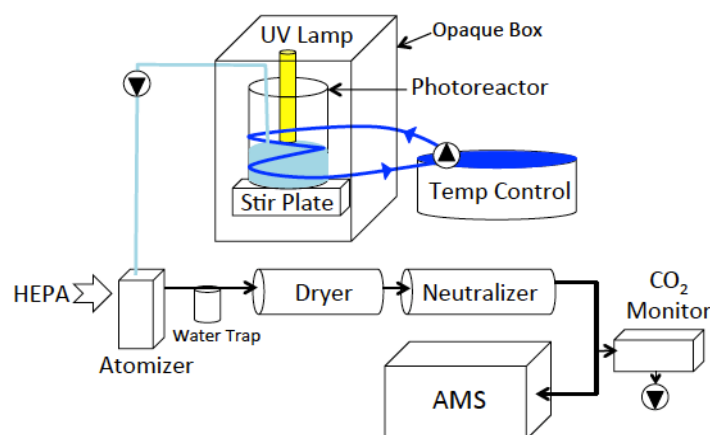 UV Lamp
Opaque Box
Photoreactor
Temp Control
Stir Plate
HEPA
Dryer
Neutralizer
CO₂
Monitor
Water Trap
Atomizer
AMS